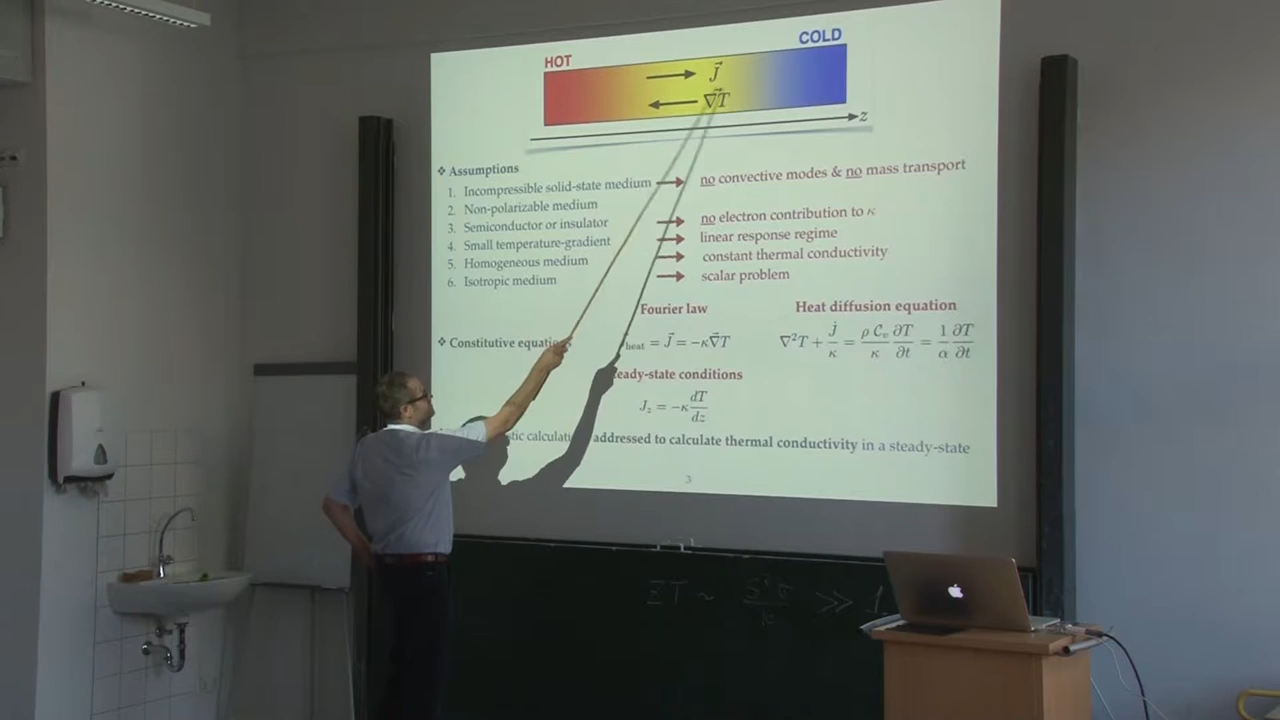 HOT
COLD
J⃗
∇⃗T
z
❖ Assumptions
1. Incompressible solid-state medium → no convective modes & no mass transport
2. Non-polarizable medium
3. Semiconductor or insulator → no electron contribution to κ
4. Small temperature-gradient → linear response regime
5. Homogeneous medium → constant thermal conductivity
6. Isotropic medium → scalar problem
Fourier law
Heat diffusion equation
❖ Constitutive
heat = J⃗ = −κ∇⃗T
∇²T + j/κ = ρ C_v/κ ∂T/∂t = 1/α ∂T/∂t
conditions
J_z = −κ dT/dz
addressed to calculate thermal conductivity in a steady-state
3
ZT ~ S²σ/κ ≫ 1